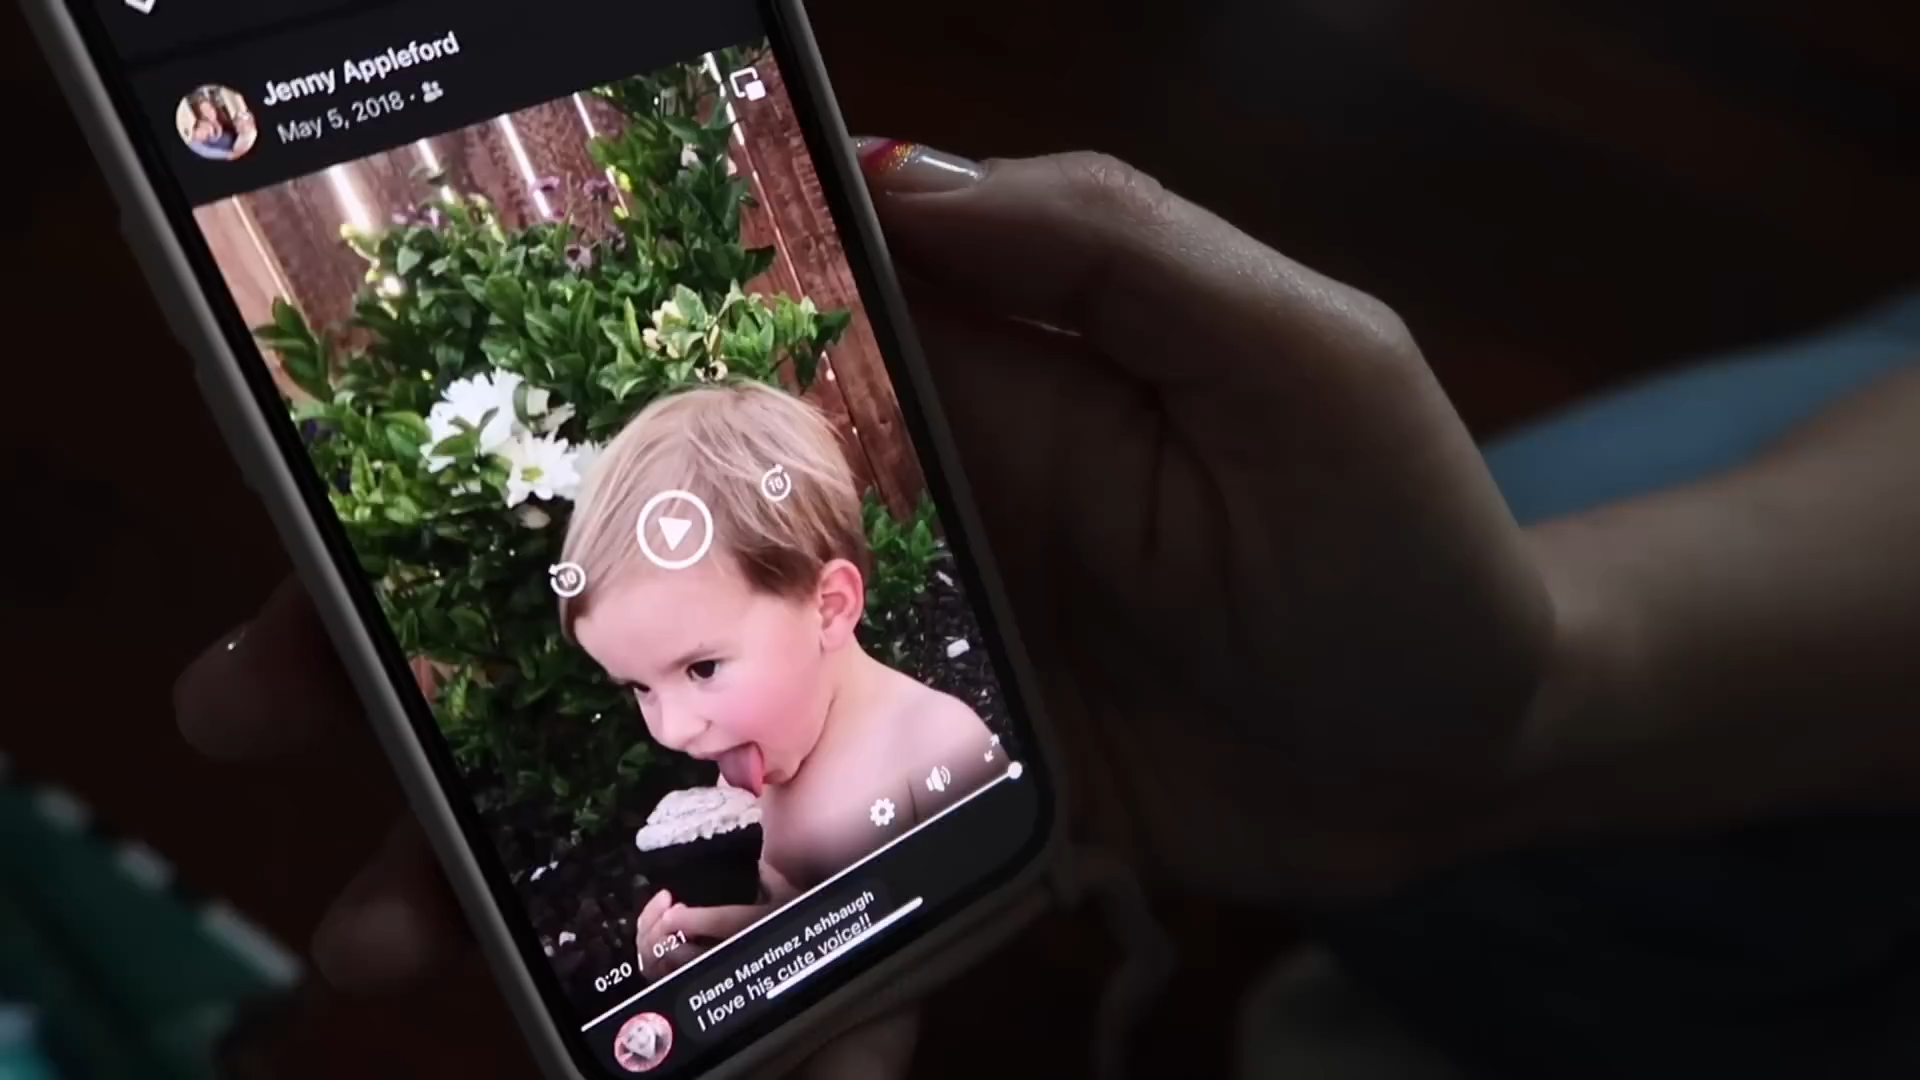 Jenny Appleford
May 5, 2018 ·
10
10
0:20 / 0:21
Diane Martinez Ashbaugh
I love his cute voice!!